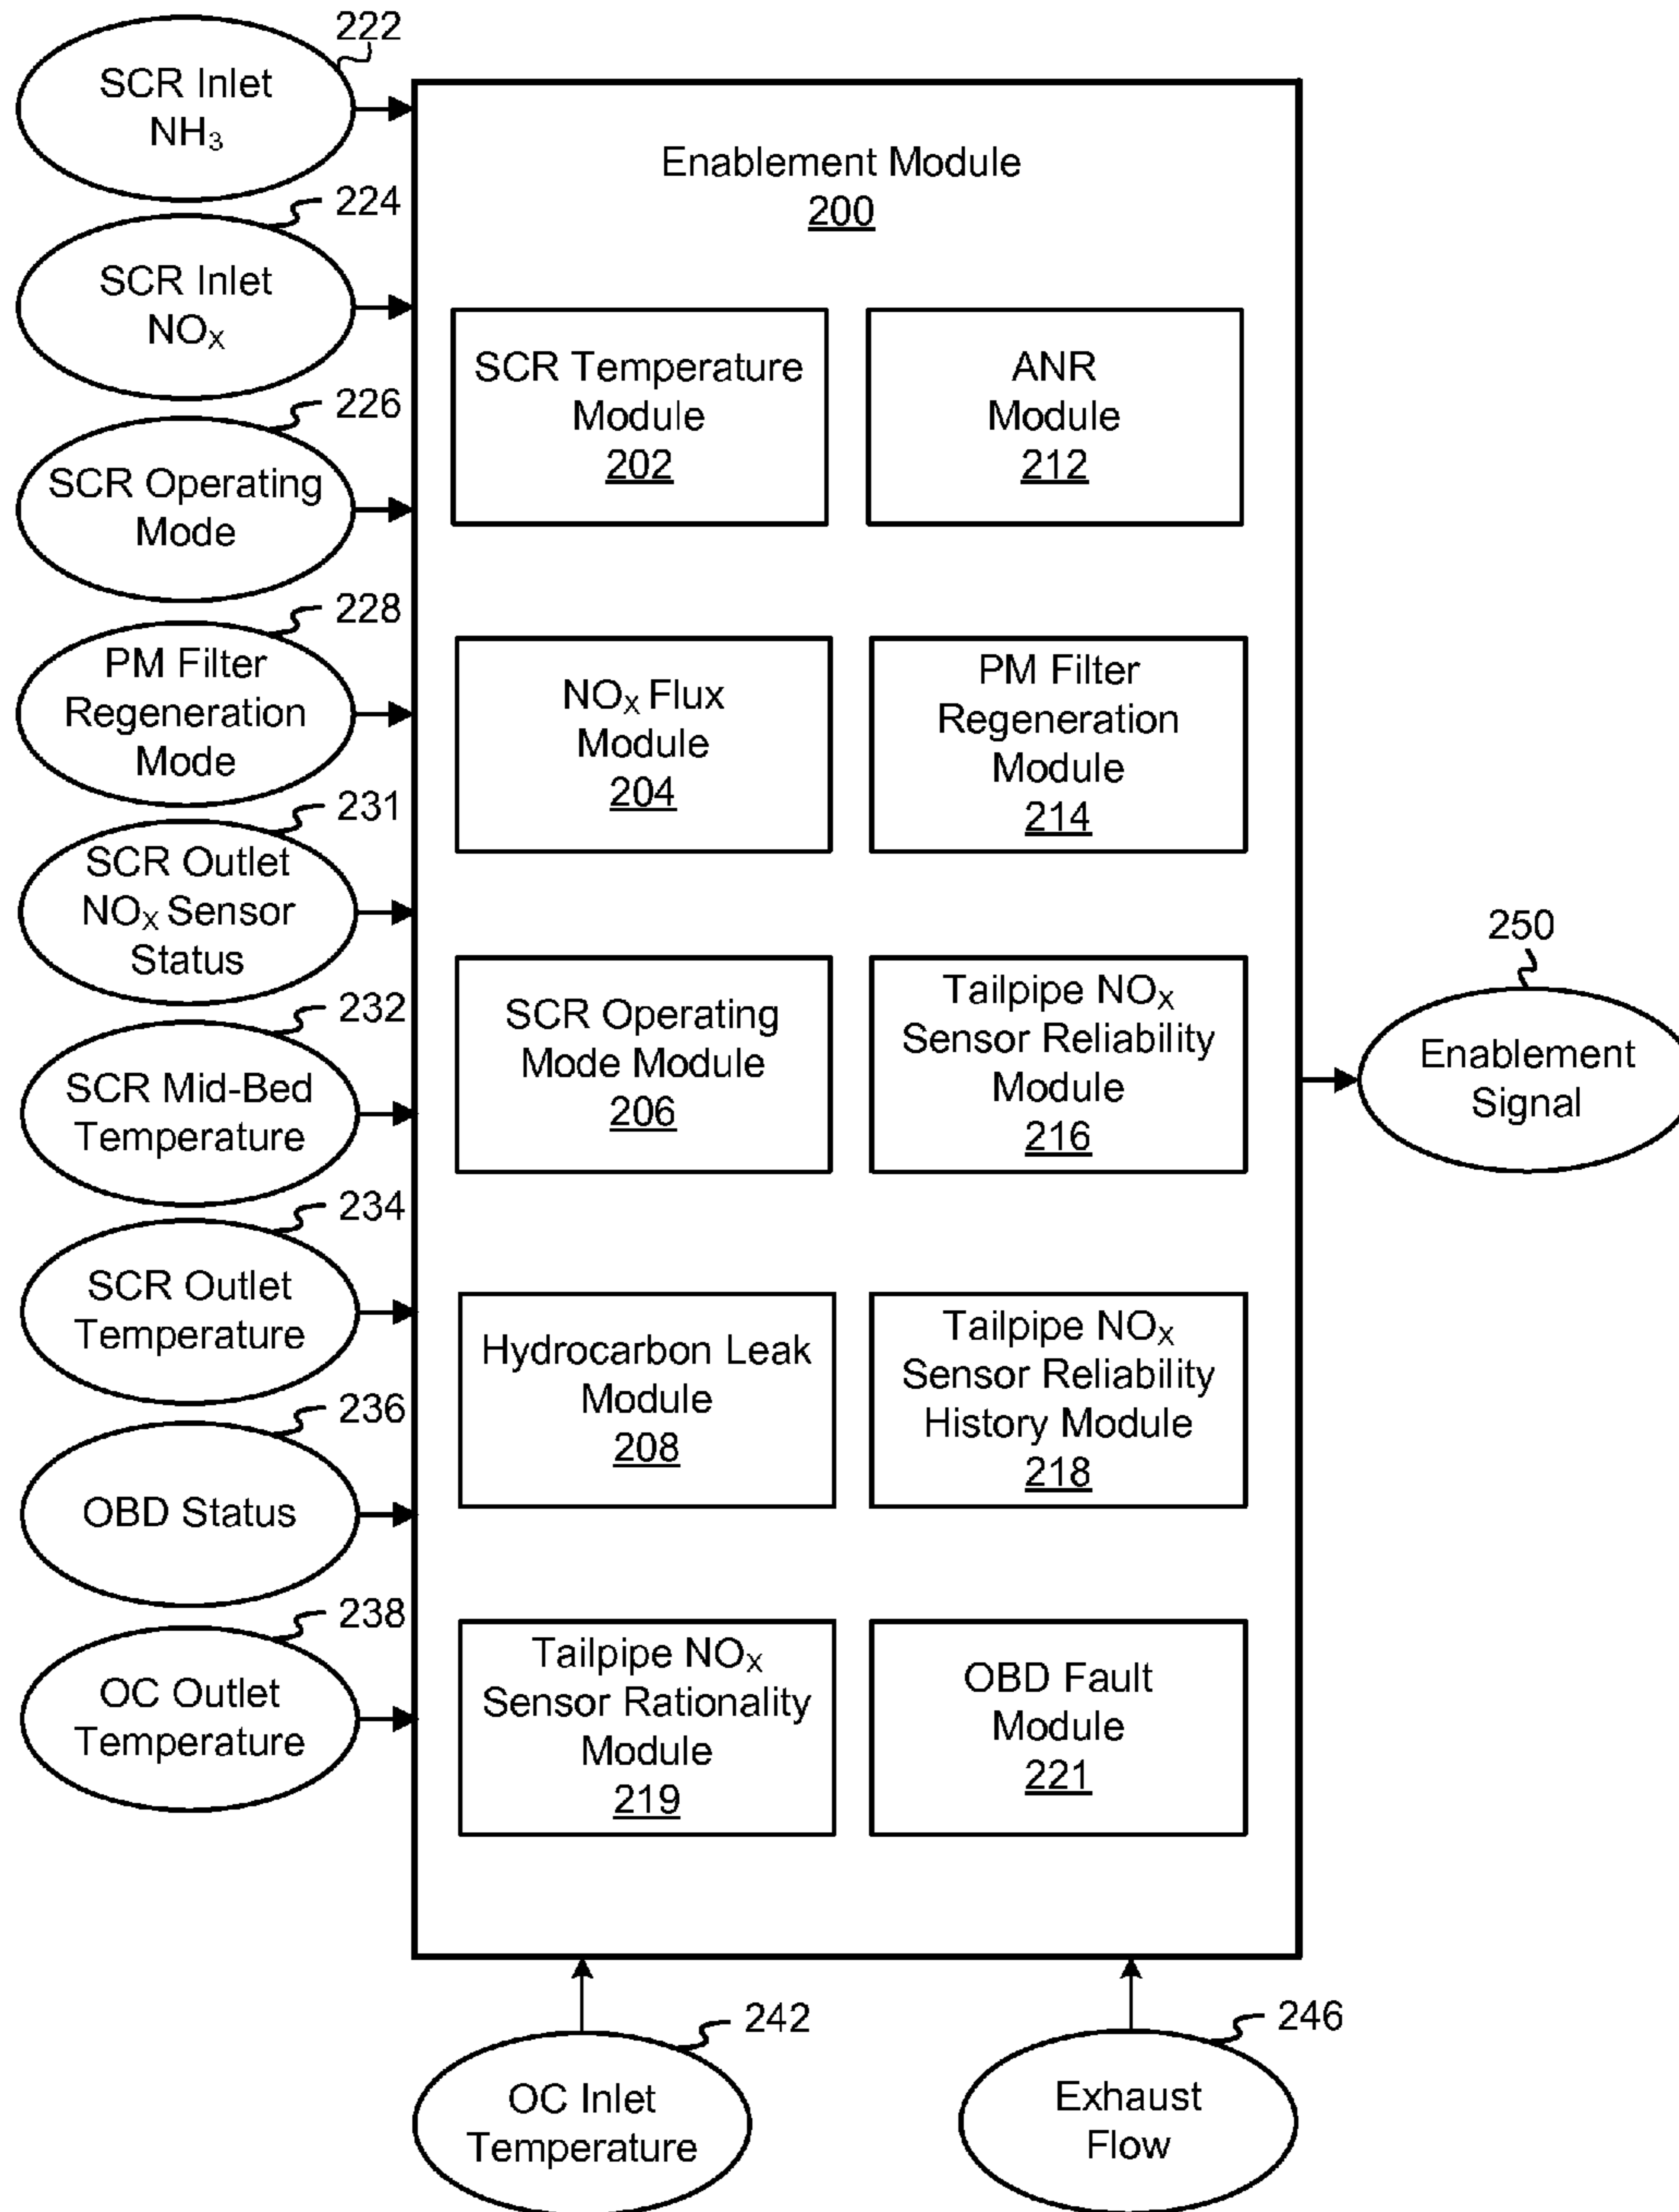 222
SCR Inlet
NH₃
224
SCR Inlet
NOₓ
226
SCR Operating
Mode
228
PM Filter
Regeneration
Mode
231
SCR Outlet
NOₓ Sensor
Status
232
SCR Mid-Bed
Temperature
234
SCR Outlet
Temperature
236
OBD Status
238
OC Outlet
Temperature
Enablement Module
200
SCR Temperature
Module
202
ANR
Module
212
NOₓ Flux
Module
204
PM Filter
Regeneration
Module
214
SCR Operating
Mode Module
206
Tailpipe NOₓ
Sensor Reliability
Module
216
Hydrocarbon Leak
Module
208
Tailpipe NOₓ
Sensor Reliability
History Module
218
Tailpipe NOₓ
Sensor Rationality
Module
219
OBD Fault
Module
221
250
Enablement
Signal
242
OC Inlet
Temperature
246
Exhaust
Flow